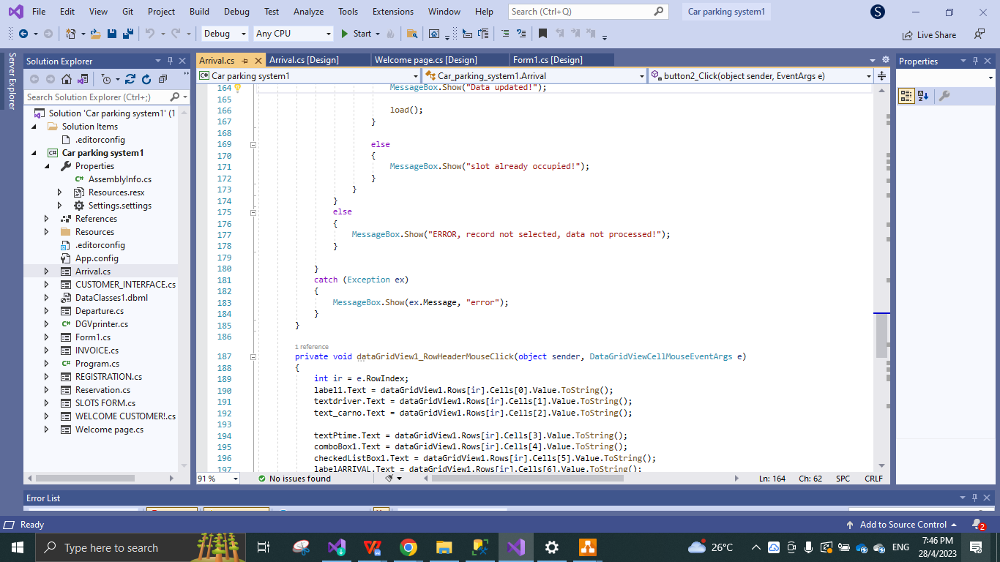 File Edit View Git Project Build Debug Test Analyze Tools Extensions Window Help Search (Ctrl+Q) Car parking system1 S
Debug Any CPU Start Live Share
Server Explorer
Solution Explorer
Search Solution Explorer (Ctrl+;)
Solution 'Car parking system1' (1
Solution Items
.editorconfig
Car parking system1
Properties
AssemblyInfo.cs
Resources.resx
Settings.settings
References
Resources
.editorconfig
App.config
Arrival.cs
CUSTOMER_INTERFACE.cs
DataClasses1.dbml
Departure.cs
DGVprinter.cs
Form1.cs
INVOICE.cs
Program.cs
REGISTRATION.cs
Reservation.cs
SLOTS FORM.cs
WELCOME CUSTOMER!.cs
Welcome page.cs
Arrival.cs Arrival.cs [Design] Welcome page.cs [Design] Form1.cs [Design]
Car parking system1 Car_parking_system1.Arrival button2_Click(object sender, EventArgs e)
164 MessageBox.Show("Data updated!");
165
166 load();
167 }
168
169 else
170 {
171 MessageBox.Show("slot already occupied!");
172 }
173 }
174 }
175 else
176 {
177 MessageBox.Show("ERROR, record not selected, data not processed!");
178 }
179
180 }
181 catch (Exception ex)
182 {
183 MessageBox.Show(ex.Message, "error");
184 }
185 }
186
1 reference
187 private void dataGridView1_RowHeaderMouseClick(object sender, DataGridViewCellMouseEventArgs e)
188 {
189 int ir = e.RowIndex;
190 label1.Text = dataGridView1.Rows[ir].Cells[0].Value.ToString();
191 textdriver.Text = dataGridView1.Rows[ir].Cells[1].Value.ToString();
192 text_carno.Text = dataGridView1.Rows[ir].Cells[2].Value.ToString();
193
194 textPtime.Text = dataGridView1.Rows[ir].Cells[3].Value.ToString();
195 comboBox1.Text = dataGridView1.Rows[ir].Cells[4].Value.ToString();
196 checkedListBox1.Text = dataGridView1.Rows[ir].Cells[5].Value.ToString();
197 labelARRIVAL.Text = dataGridView1.Rows[ir].Cells[6].Value.ToString();
91 % No issues found Ln: 164 Ch: 62 SPC CRLF
Properties
Error List
Ready Add to Source Control 2
Type here to search 26°C ENG 7:46 PM
28/4/2023